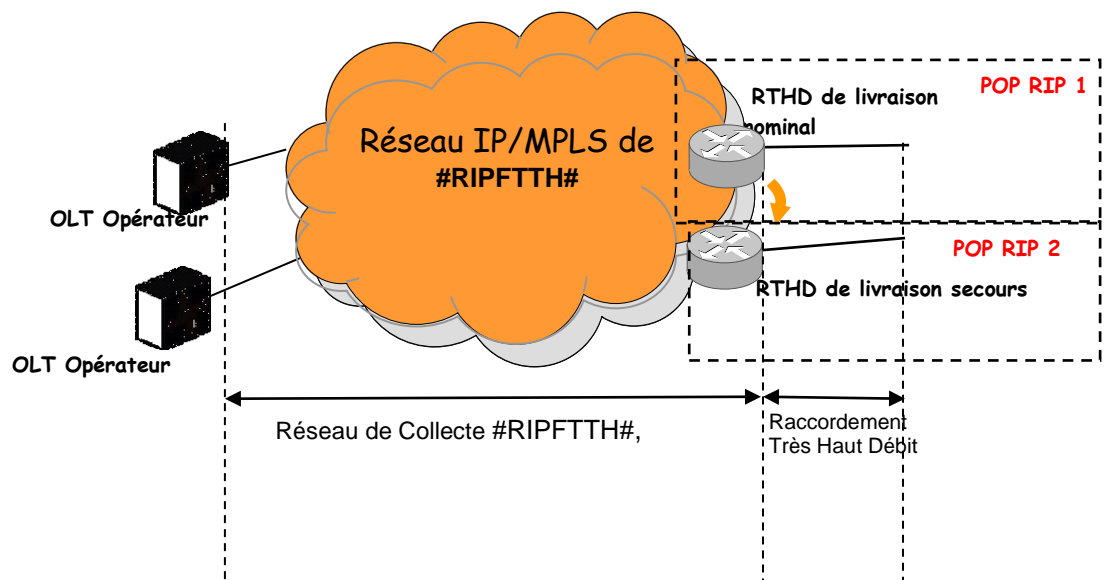 POP RIP 1
RTHD de livraison
nominal
Réseau IP/MPLS de
#RIPFTTH#
OLT Opérateur
POP RIP 2
RTHD de livraison secours
OLT Opérateur
Réseau de Collecte #RIPFTTH#,
Raccordement
Très Haut Débit